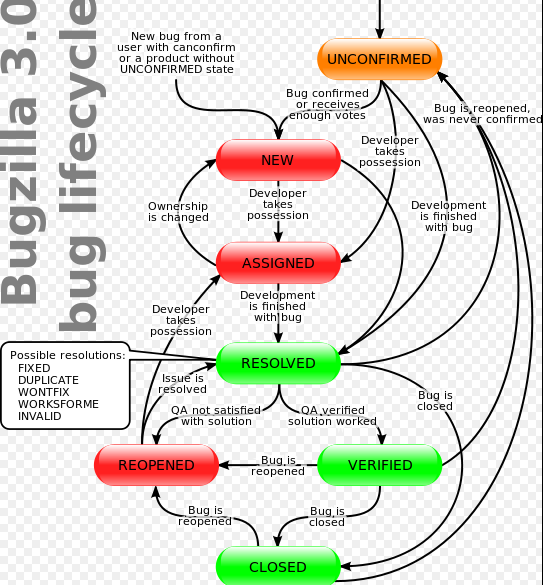 Bugzilla 3.0
bug lifecycle
New bug from a
user with canconfirm
or a product without
UNCONFIRMED state
UNCONFIRMED
Bug confirmed
or receives
enough votes
Bug is reopened,
was never confirmed
NEW
Developer
takes
possession
Developer
takes
possession
Ownership
is changed
Development
is finished
with bug
ASSIGNED
Developer
takes
possession
Development
is finished
with bug
Possible resolutions:
FIXED
DUPLICATE
WONTFIX
WORKSFORME
INVALID
RESOLVED
Issue is
resolved
Bug is
closed
QA not satisfied
with solution
QA verified
solution worked
REOPENED
Bug is
reopened
VERIFIED
Bug is
reopened
Bug is
closed
CLOSED